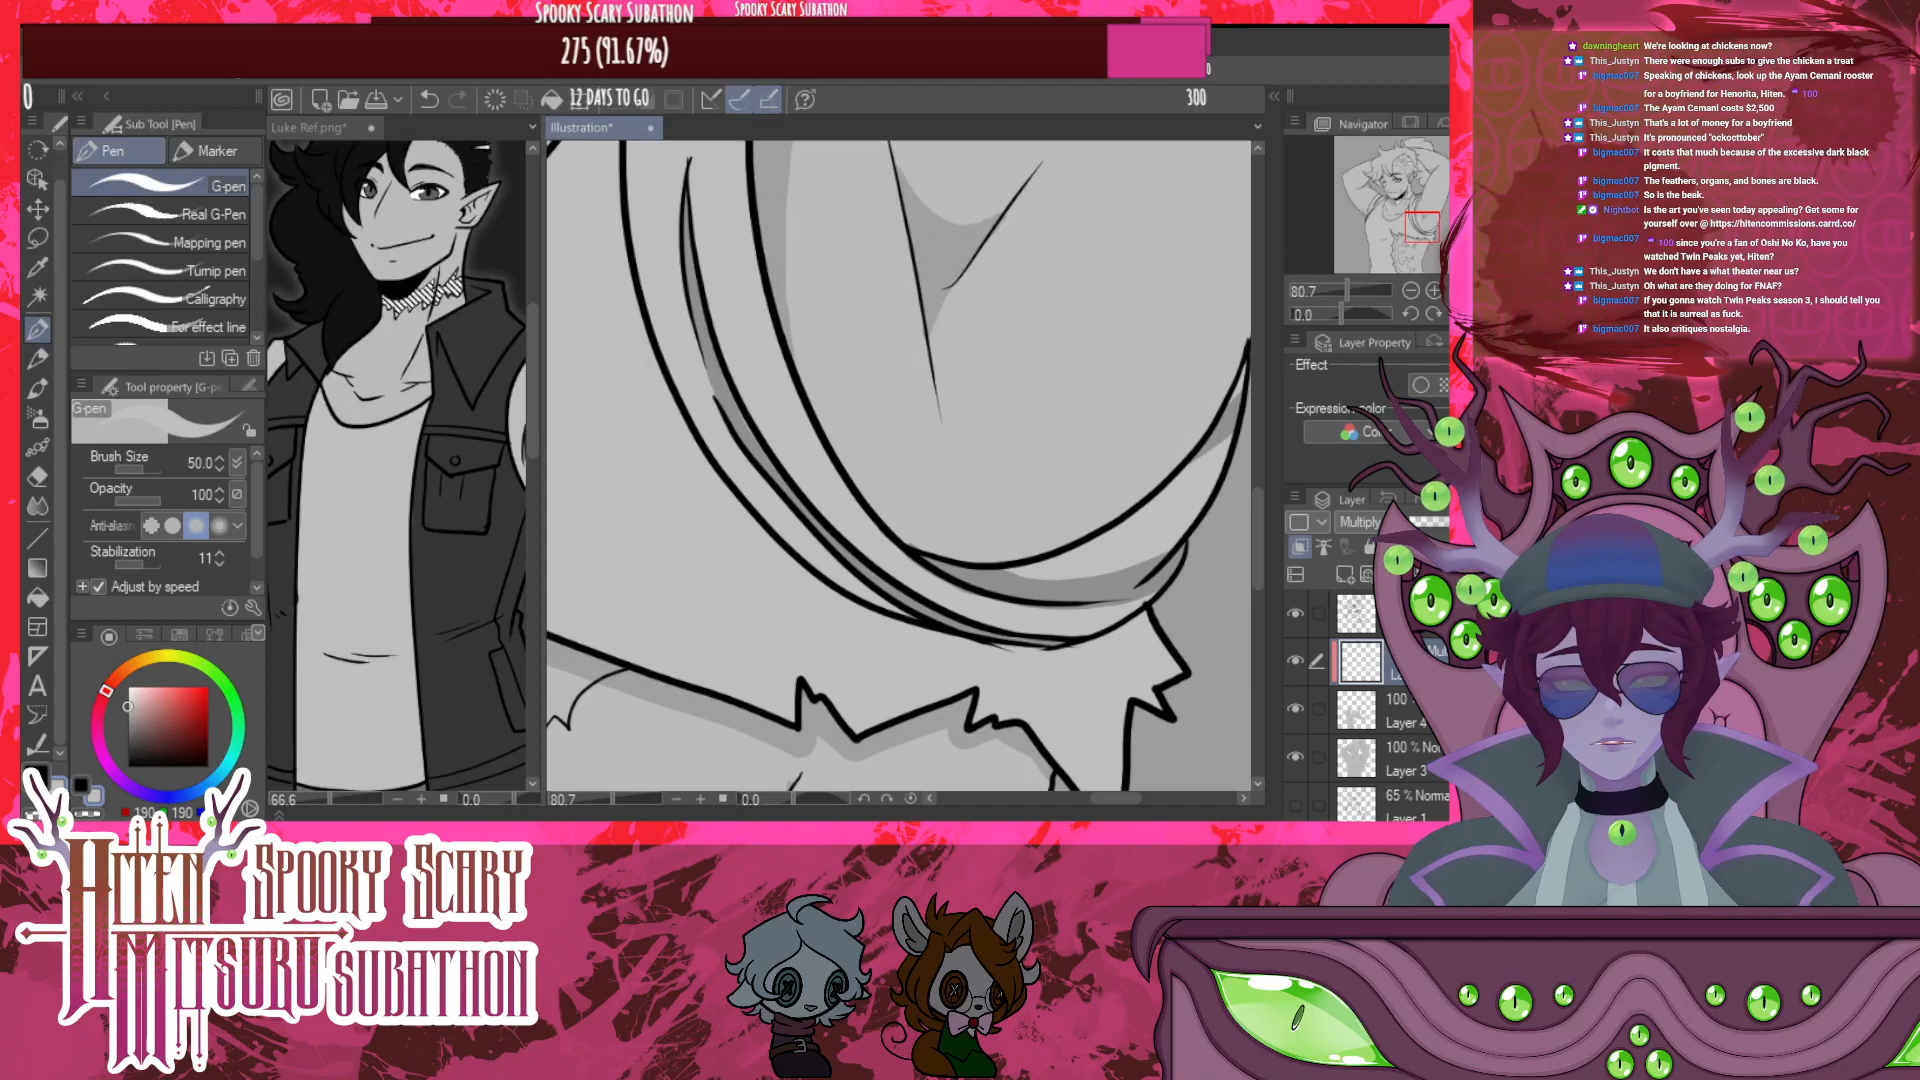 Spooky Scary Subathon
Spooky Scary Subathon
275 (91.67%)
0
12 DAYS TO GO
300
Sub Tool [Pen]
Luke Ref.png*
Illustration*
Navigator
Pen
Marker
G-pen
Real G-Pen
Mapping pen
Turnip pen
Calligraphy
For effect line
Tool property [G-pe
G-pen
Brush Size
50.0
Opacity
100
Anti-aliasin
Stabilization
11
Adjust by speed
190
190
66.6
0.0
80.7
0.0
80.7
0.0
Layer Property
Effect
Expression color
Layer
Multiply
100
Layer 4
100 % No
Layer 3
65 % Norma
Layer 1
dawningheart We're looking at chickens now?
This_Justyn There were enough subs to give the chicken a treat
bigmac007 Speaking of chickens, look up the Ayam Cemani rooster
for a boyfriend for Henorita, Hiten. 100
bigmac007 The Ayam Cemani costs $2,500
This_Justyn That's a lot of money for a boyfriend
This_Justyn It's pronounced "ockocttober"
bigmac007 It costs that much because of the excessive dark black
pigment.
bigmac007 The feathers, organs, and bones are black.
bigmac007 So is the beak.
Nightbot Is the art you've seen today appealing? Get some for
yourself over @ https://hitencommissions.carrd.co/
bigmac007 100 since you're a fan of Oshi No Ko, have you
watched Twin Peaks yet, Hiten?
This_Justyn We don't have a what theater near us?
This_Justyn Oh what are they doing for FNAF?
bigmac007 If you gonna watch Twin Peaks season 3, I should tell you
that it is surreal as fuck.
bigmac007 It also critiques nostalgia.
Hiten
Mitsuru
Spooky Scary
Subathon